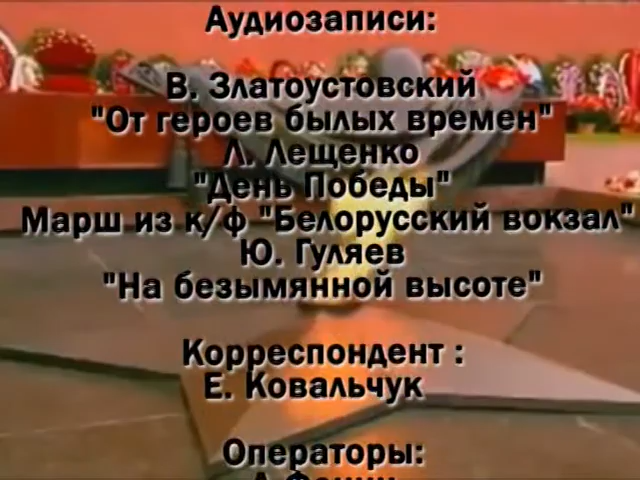 Аудиозаписи:
В. Златоустовский
"От героев былых времен"
Л. Лещенко
"День Победы"
Марш из к/ф "Белорусский вокзал"
Ю. Гуляев
"На безымянной высоте"
Корреспондент :
Е. Ковальчук
Операторы: